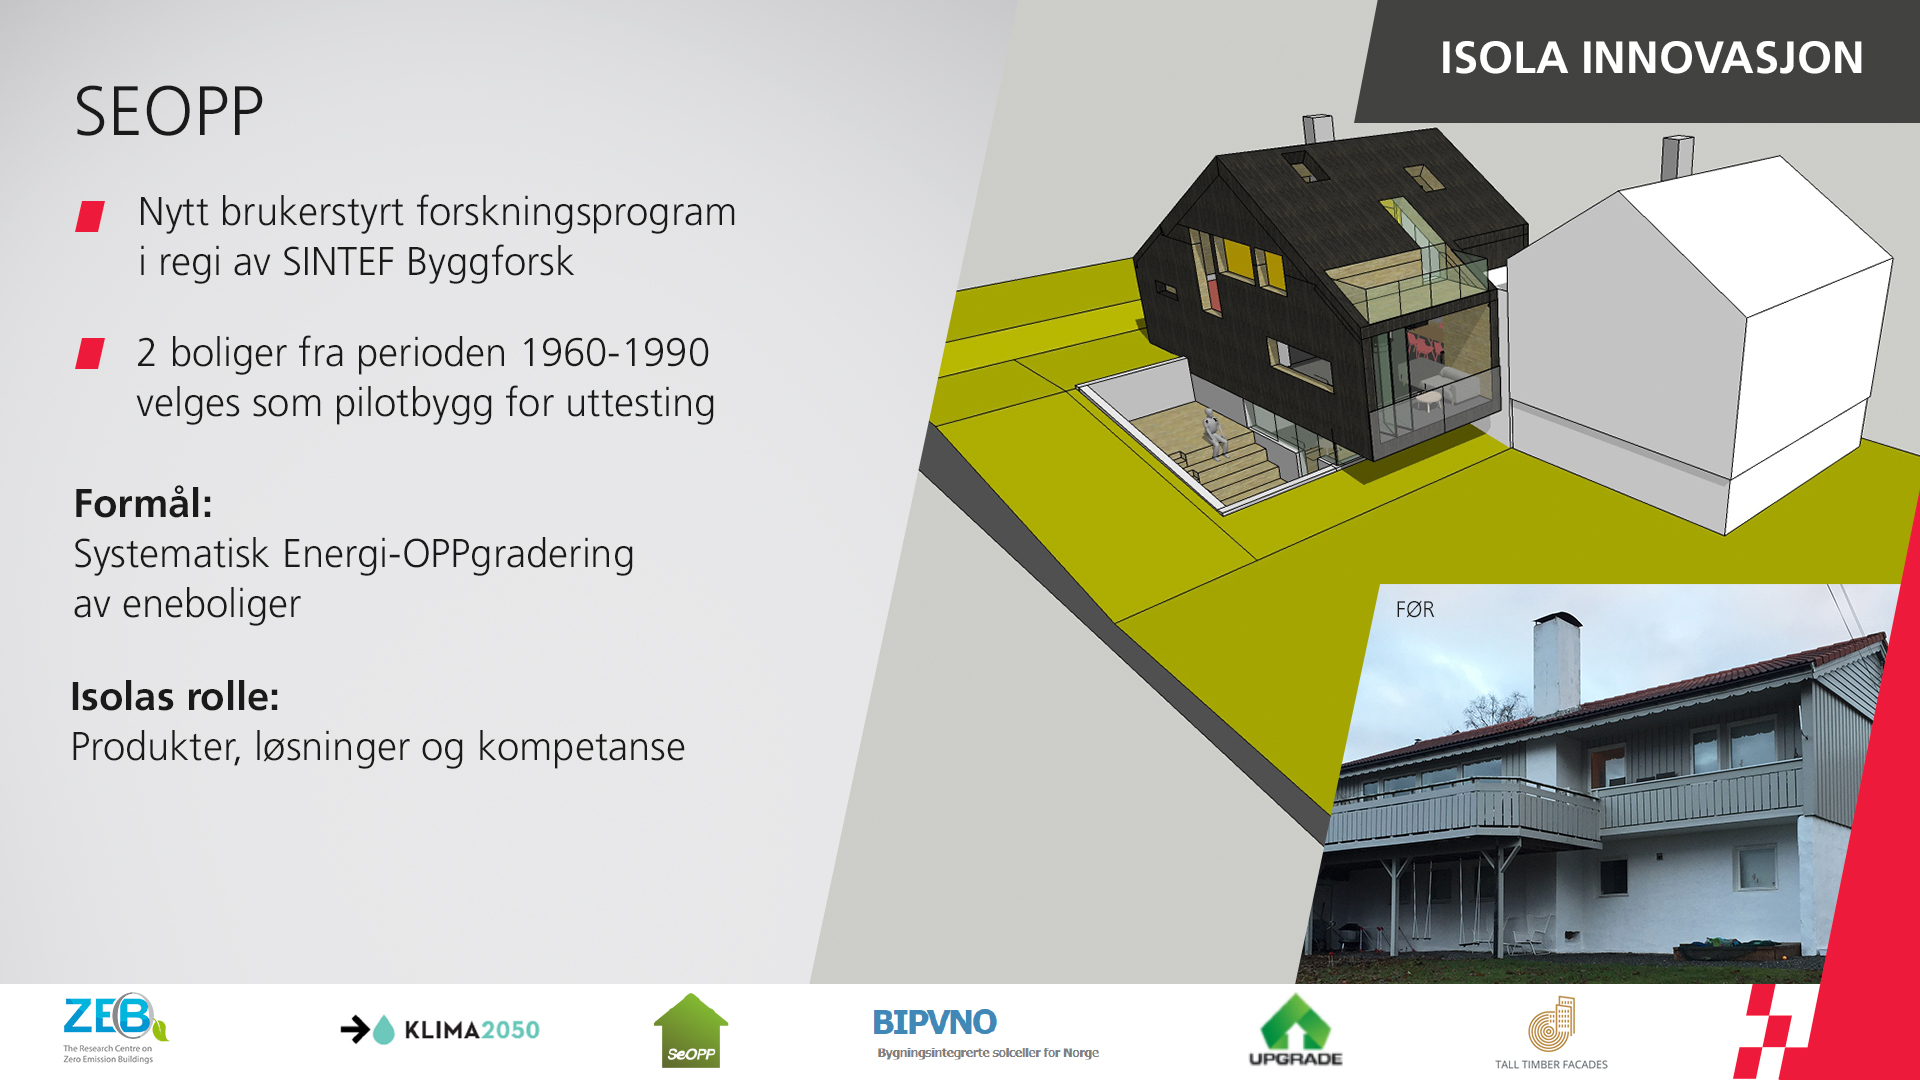 ISOLA INNOVASJON
SEOPP
Nytt brukerstyrt forskningsprogram
i regi av SINTEF Byggforsk
2 boliger fra perioden 1960-1990
velges som pilotbygg for uttesting
Formål:
Systematisk Energi-OPPgradering
av eneboliger
Isolas rolle:
Produkter, løsninger og kompetanse
FØR
ZEB
The Research Centre on
Zero Emission Buildings
KLIMA2050
SeOPP
BIPVNO
Bygningsintegrerte solceller for Norge
UPGRADE
TALL TIMBER FACADES